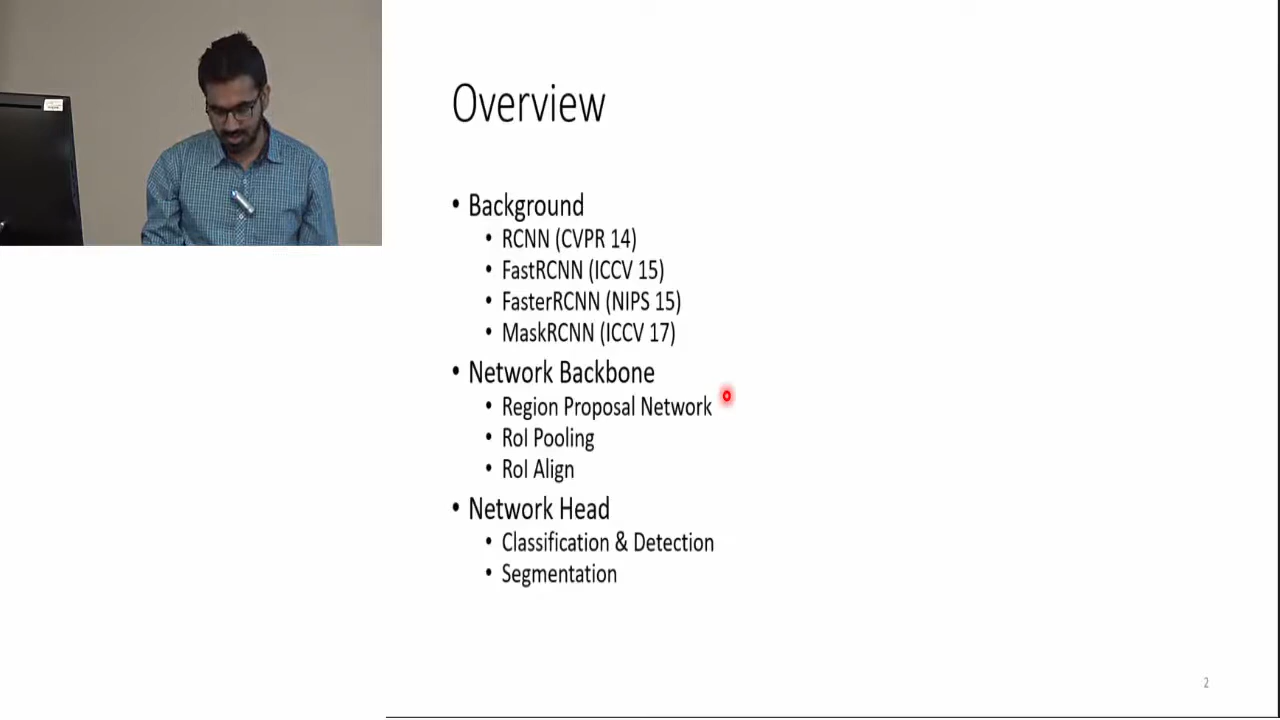 Overview
• Background
• RCNN (CVPR 14)
• FastRCNN (ICCV 15)
• FasterRCNN (NIPS 15)
• MaskRCNN (ICCV 17)
• Network Backbone
• Region Proposal Network
• RoI Pooling
• RoI Align
• Network Head
• Classification & Detection
• Segmentation
2